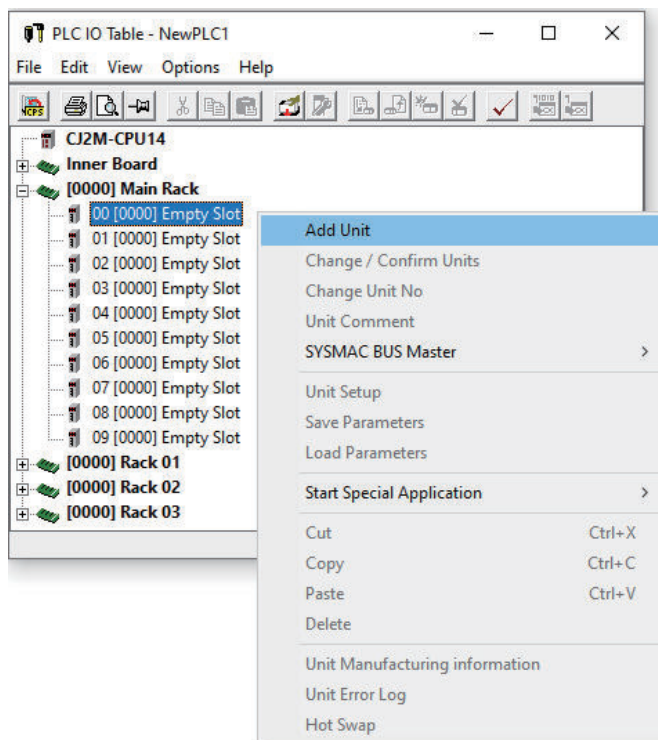 PLC IO Table - NewPLC1
File Edit View Options Help
NCPS
CJ2M-CPU14
Inner Board
[0000] Main Rack
00 [0000] Empty Slot
01 [0000] Empty Slot
02 [0000] Empty Slot
03 [0000] Empty Slot
04 [0000] Empty Slot
05 [0000] Empty Slot
06 [0000] Empty Slot
07 [0000] Empty Slot
08 [0000] Empty Slot
09 [0000] Empty Slot
[0000] Rack 01
[0000] Rack 02
[0000] Rack 03
Add Unit
Change / Confirm Units
Change Unit No
Unit Comment
SYSMAC BUS Master
Unit Setup
Save Parameters
Load Parameters
Start Special Application
Cut Ctrl+X
Copy Ctrl+C
Paste Ctrl+V
Delete
Unit Manufacturing information
Unit Error Log
Hot Swap